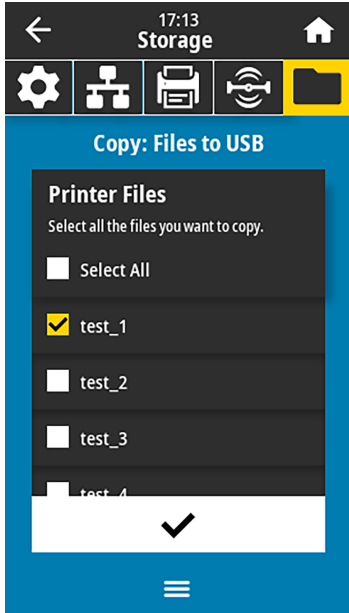 17:13
Storage
Copy: Files to USB
Printer Files
Select all the files you want to copy.
Select All
test_1
test_2
test_3
test_4